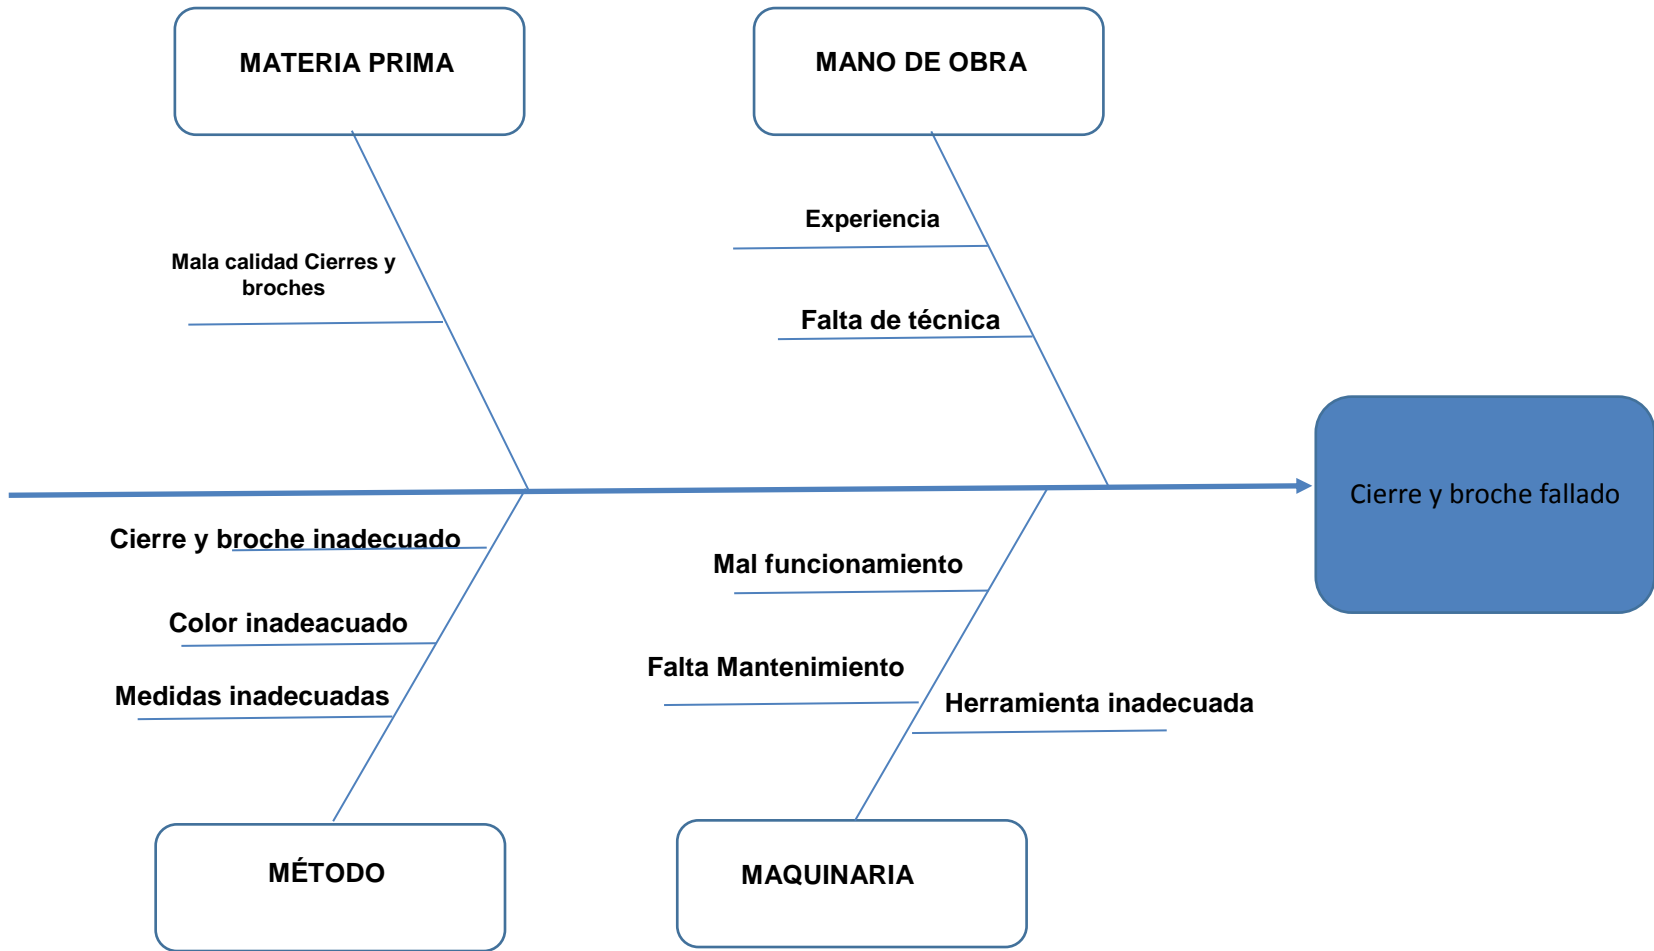 MATERIA PRIMA
MANO DE OBRA
Experiencia
Mala calidad Cierres y
broches
Falta de técnica
Cierre y broche fallado
Cierre y broche inadecuado
Mal funcionamiento
Color inadeacuado
Falta Mantenimiento
Medidas inadecuadas
Herramienta inadecuada
MÉTODO
MAQUINARIA